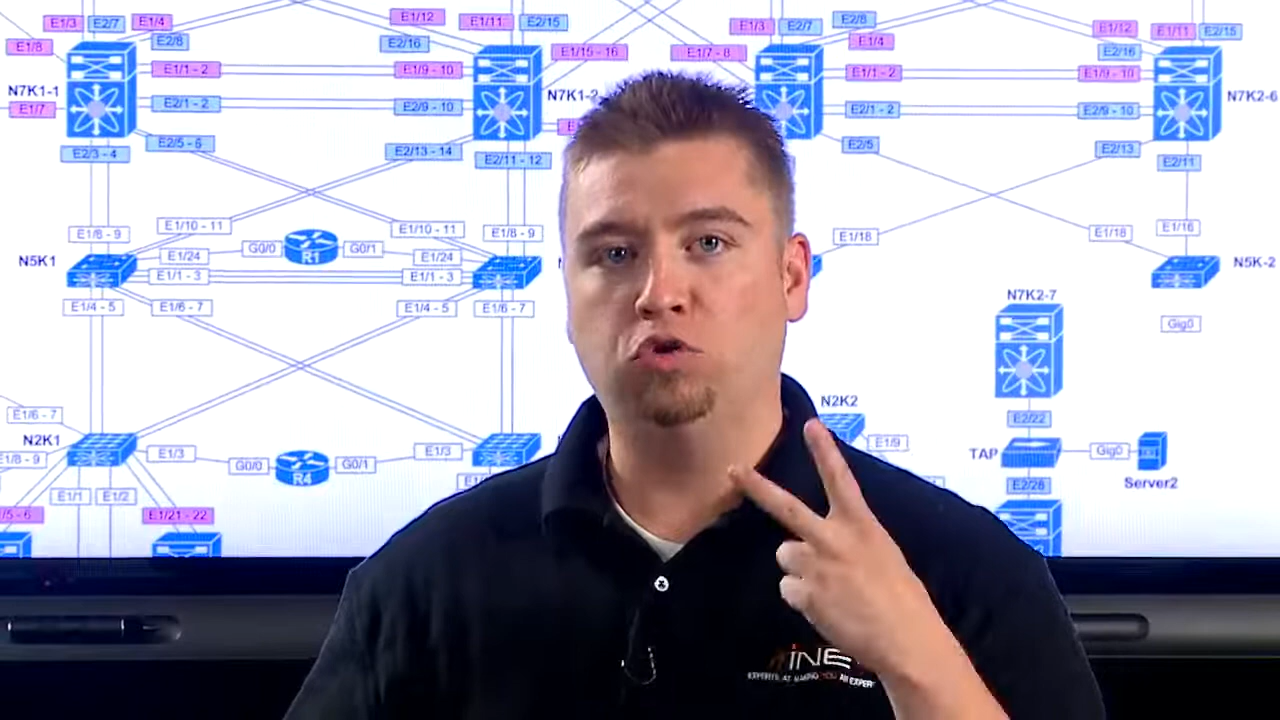 E1/3 E2/7 E1/4 E1/12 E1/11 E2/15 E1/3 E2/7 E2/8 E1/12 E1/11 E2/15
E1/8 E2/8 E2/16 E1/15 - 16 E1/7 - 8 E1/4 E2/16
E1/1 - 2 E1/9 - 10 E1/1 - 2 E1/9 - 10
N7K1-1 N7K1-2 N7K2-6
E1/7 E2/1 - 2 E2/9 - 10 E2/1 - 2 E2/9 - 10
E2/3 - 4 E2/5 - 6 E2/13 - 14 E2/11 - 12 E2/5 E2/13 E2/11
E1/10 - 11 E1/10 - 11
E1/8 - 9 E1/8 - 9 E1/18 E1/18 E1/16
N5K1 E1/24 G0/0 R1 G0/1 E1/24 N5K-2
E1/1 - 3 E1/1 - 3
E1/4 - 5 E1/6 - 7 E1/4 - 5 E1/6 - 7 N7K2-7
Gig0
E1/6 - 7 N2K2 E2/22
N2K1 E1/3 G0/0 R4 G0/1 E1/3 E1/9 TAP Gig0
E1/8 - 9 Server2
E1/1 E1/2 E2/28
/5 - 6 E1/21 - 22
iNE
EXPERTS AT MAKING YOU AN EXPERT